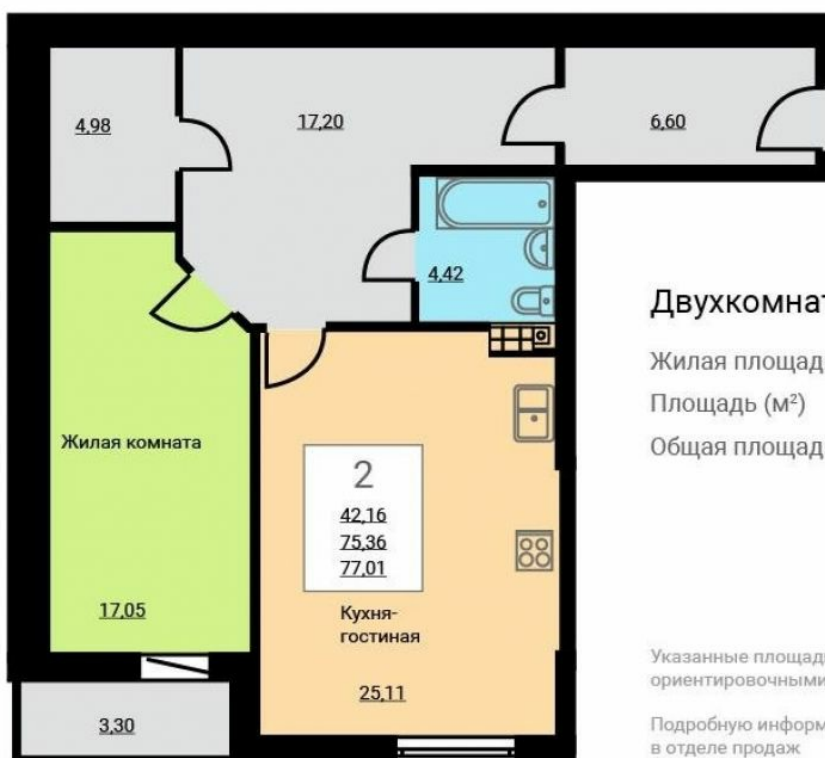 4,98
17,20
6,60
4,42
Жилая комната
17,05
2
42,16
75,36
77,01
Кухня-
гостиная
25,11
3,30
Двухкомнат
Жилая площад
Площадь (м²)
Общая площад
Указанные площад
ориентировочными
Подробную информ
в отделе продаж